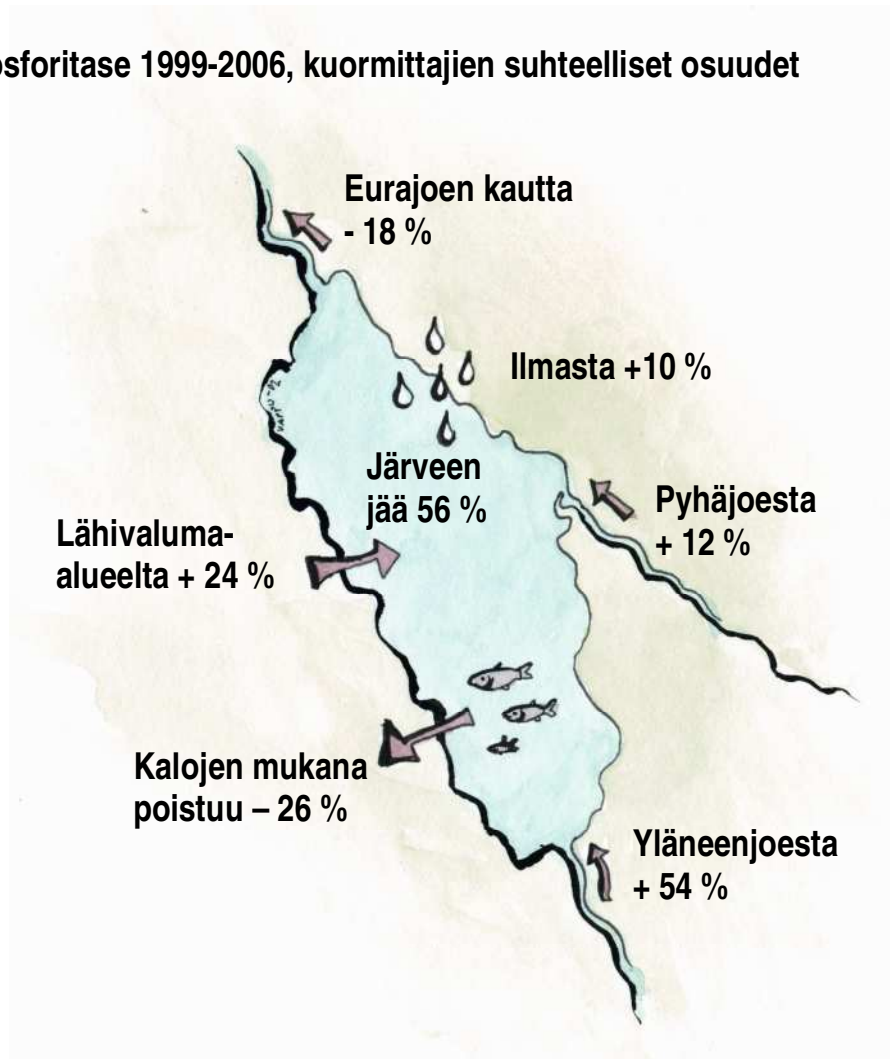 osforitase 1999-2006, kuormittajien suhteelliset osuudet
Eurajoen kautta
- 18 %
Ilmasta +10 %
Järveen
jää 56 %
Pyhäjoesta
+ 12 %
Lähivaluma-
alueelta + 24 %
Kalojen mukana
poistuu – 26 %
Yläneenjoesta
+ 54 %